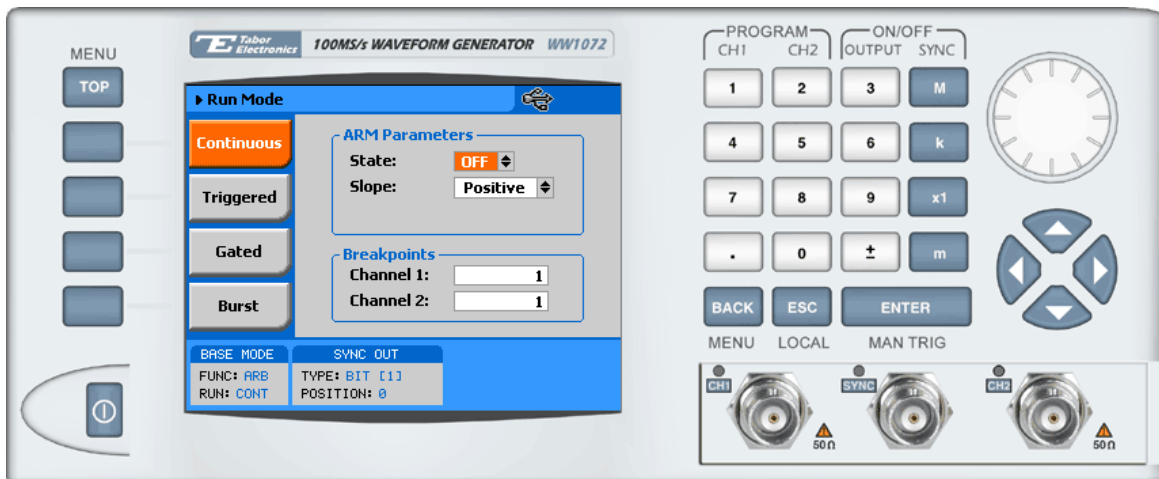 MENU
TOP
Tabor
Electronics
100MS/s WAVEFORM GENERATOR WW1072
Run Mode
Continuous
Triggered
Gated
Burst
ARM Parameters
State: OFF
Slope: Positive
Breakpoints
Channel 1: 1
Channel 2: 1
BASE MODE
FUNC: ARB
RUN: CONT
SYNC OUT
TYPE: BIT [1]
POSITION: 0
PROGRAM
CH1 CH2
ON/OFF
OUTPUT SYNC
1 2 3 M
4 5 6 k
7 8 9 x1
. 0 ± m
BACK ESC ENTER
MENU LOCAL MAN TRIG
CH1
SYNC
CH2
50Ω
50Ω